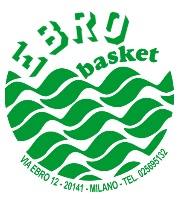 EBRO
basket
VIA EBRO 12 - 20141 - MILANO - TEL. 025695132